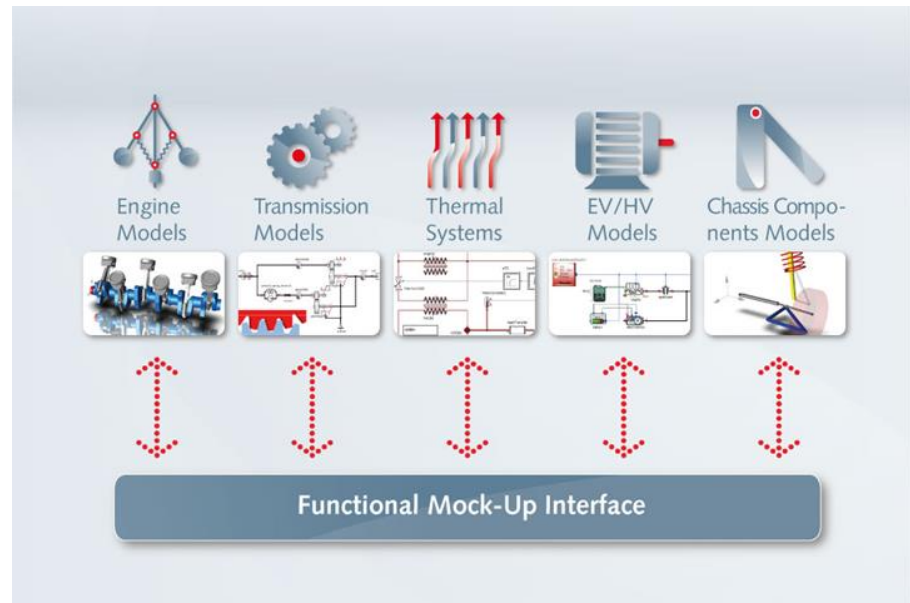 Engine
Models
Transmission
Models
Thermal
Systems
EV/HV
Models
Chassis Compo-
nents Models
Functional Mock-Up Interface